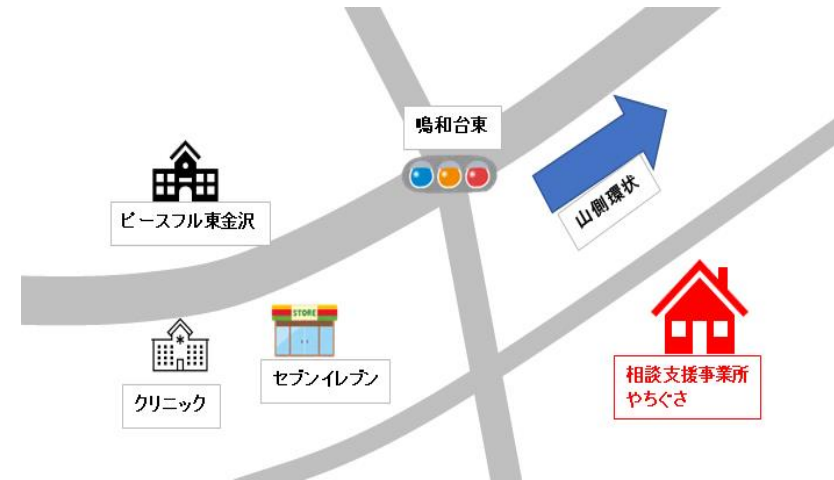 鳴和台東
山側環状
ピースフル東金沢
STORE
セブンイレブン
クリニック
相談支援事業所
やちぐさ